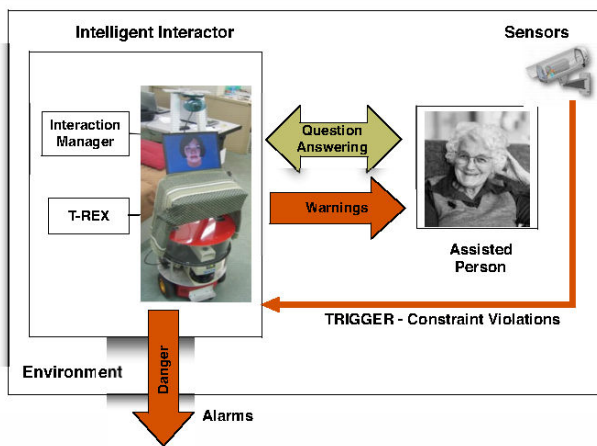 Intelligent Interactor
Sensors
Interaction
Manager
Question
Answering
T-REX
Warnings
Assisted
Person
TRIGGER - Constraint Violations
Environment
Danger
Alarms